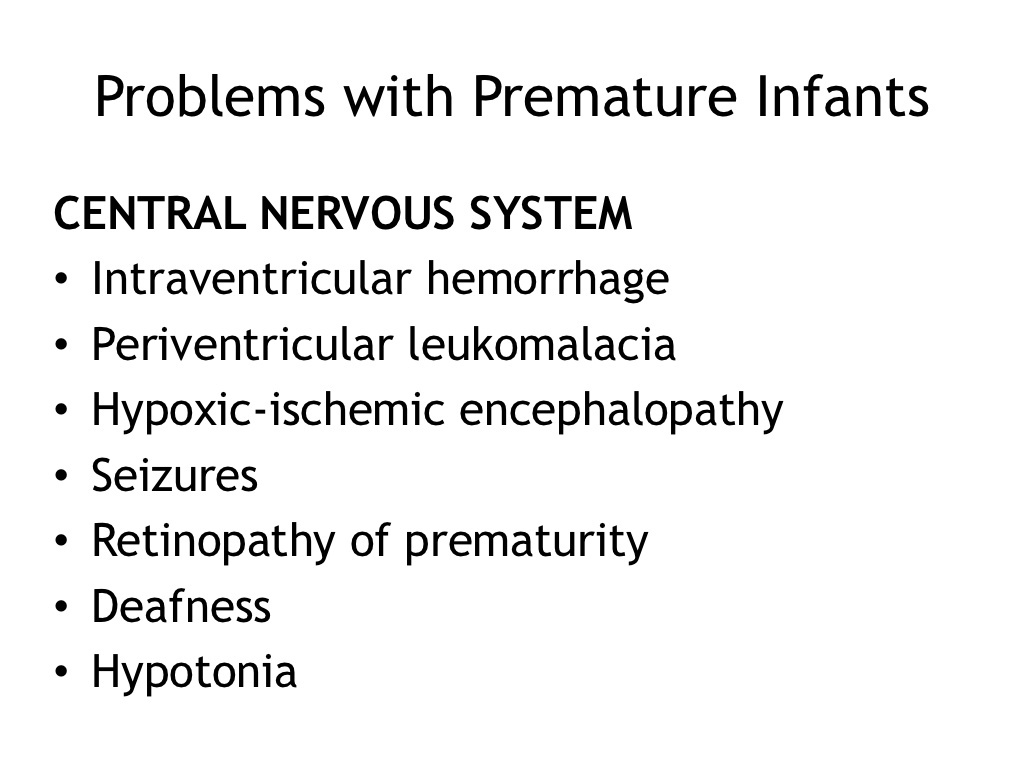 Problems with Premature Infants
CENTRAL NERVOUS SYSTEM
• Intraventricular hemorrhage
• Periventricular leukomalacia
• Hypoxic-ischemic encephalopathy
• Seizures
• Retinopathy of prematurity
• Deafness
• Hypotonia